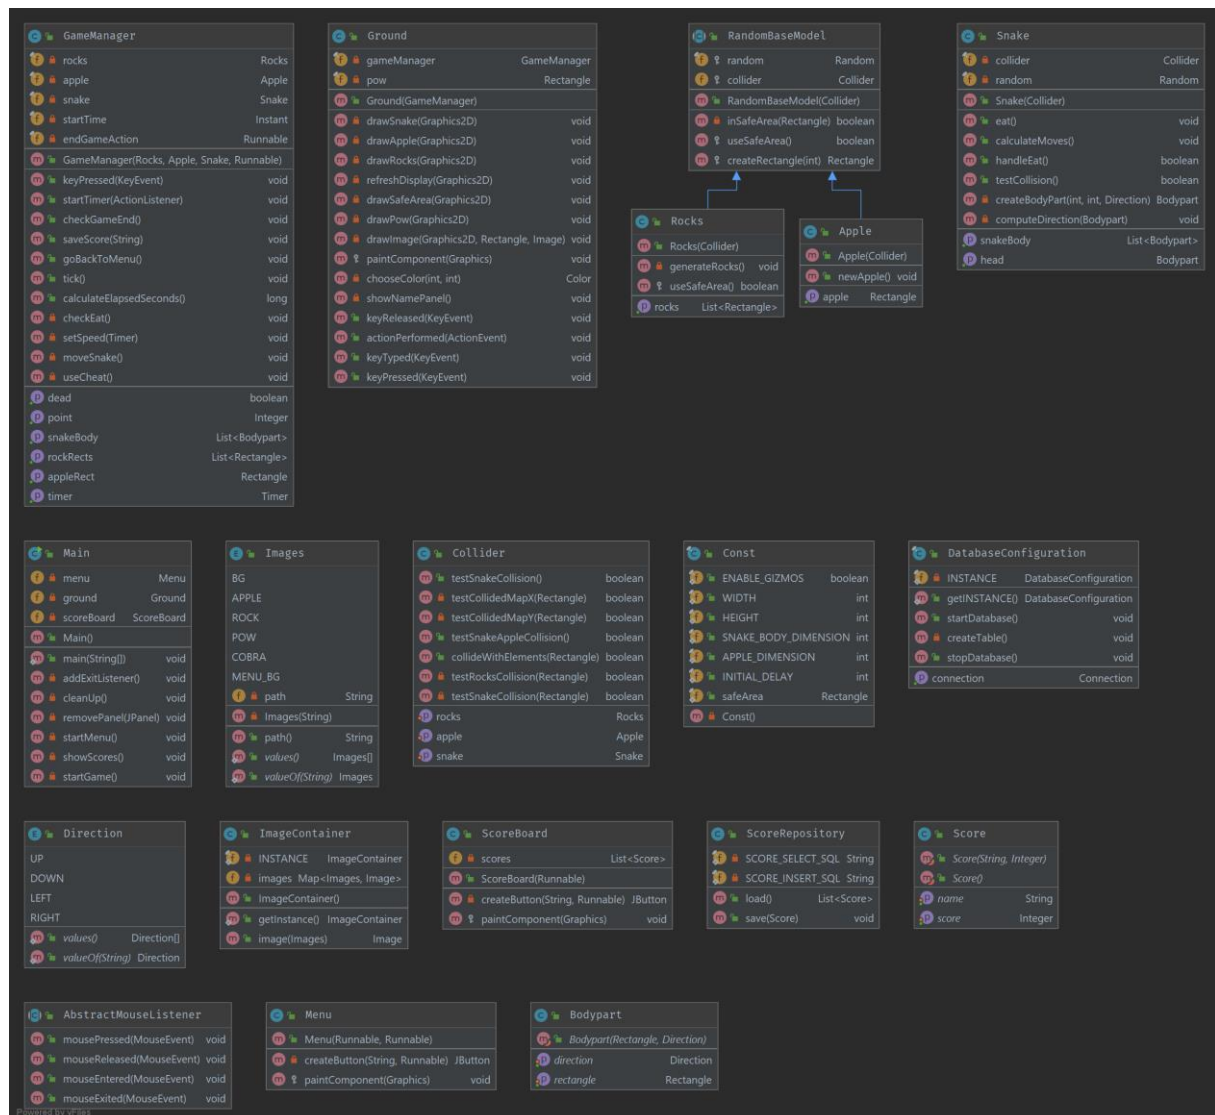 GameManager
rocks Rocks
apple Apple
snake Snake
startTime Instant
endGameAction Runnable
GameManager(Rocks, Apple, Snake, Runnable)
keyPressed(KeyEvent) void
startTimer(ActionListener) void
checkGameEnd() void
saveScore(String) void
goBackToMenu() void
tick() void
calculateElapsedSeconds() long
checkEat() void
setSpeed(Timer) void
moveSnake() void
useCheat() void
dead boolean
point Integer
snakeBody List<Bodypart>
rockRects List<Rectangle>
appleRect Rectangle
timer Timer
Ground
gameManager GameManager
pow Rectangle
Ground(GameManager)
drawSnake(Graphics2D) void
drawApple(Graphics2D) void
drawRocks(Graphics2D) void
refreshDisplay(Graphics2D) void
drawSafeArea(Graphics2D) void
drawPow(Graphics2D) void
drawImage(Graphics2D, Rectangle, Image) void
paintComponent(Graphics) void
chooseColor(int, int) Color
showNamePanel() void
keyReleased(KeyEvent) void
actionPerformed(ActionEvent) void
keyTyped(KeyEvent) void
keyPressed(KeyEvent) void
RandomBaseModel
random Random
collider Collider
RandomBaseModel(Collider)
inSafeArea(Rectangle) boolean
useSafeArea() boolean
createRectangle(int) Rectangle
Rocks
Rocks(Collider)
generateRocks() void
useSafeArea() boolean
rocks List<Rectangle>
Apple
Apple(Collider)
newApple() void
apple Rectangle
Snake
collider Collider
random Random
Snake(Collider)
eat() void
calculateMoves() void
handleEat() boolean
testCollision() boolean
createBodyPart(int, int, Direction) Bodypart
computeDirection(Bodypart) void
snakeBody List<Bodypart>
head Bodypart
Main
menu Menu
ground Ground
scoreBoard ScoreBoard
Main()
main(String[]) void
addExitListener() void
cleanUp() void
removePanel(JPanel) void
startMenu() void
showScores() void
startGame() void
Images
BG
APPLE
ROCK
POW
COBRA
MENU_BG
path String
Images(String)
path() String
values() Images[]
valueOf(String) Images
Collider
testSnakeCollision() boolean
testCollidedMapX(Rectangle) boolean
testCollidedMapY(Rectangle) boolean
testSnakeAppleCollision() boolean
collideWithElements(Rectangle) boolean
testRocksCollision(Rectangle) boolean
testSnakeCollision(Rectangle) boolean
rocks Rocks
apple Apple
snake Snake
Const
ENABLE_GIZMOS boolean
WIDTH int
HEIGHT int
SNAKE_BODY_DIMENSION int
APPLE_DIMENSION int
INITIAL_DELAY int
safeArea Rectangle
Const()
DatabaseConfiguration
INSTANCE DatabaseConfiguration
getINSTANCE() DatabaseConfiguration
startDatabase() void
createTable() void
stopDatabase() void
connection Connection
Direction
UP
DOWN
LEFT
RIGHT
values() Direction[]
valueOf(String) Direction
ImageContainer
INSTANCE ImageContainer
images Map<Images, Image>
ImageContainer()
getInstance() ImageContainer
image(Images) Image
ScoreBoard
scores List<Score>
ScoreBoard(Runnable)
createButton(String, Runnable) JButton
paintComponent(Graphics) void
ScoreRepository
SCORE_SELECT_SQL String
SCORE_INSERT_SQL String
load() List<Score>
save(Score) void
Score
Score(String, Integer)
Score()
name String
score Integer
AbstractMouseListener
mousePressed(MouseEvent) void
mouseReleased(MouseEvent) void
mouseEntered(MouseEvent) void
mouseExited(MouseEvent) void
Menu
Menu(Runnable, Runnable)
createButton(String, Runnable) JButton
paintComponent(Graphics) void
Bodypart
Bodypart(Rectangle, Direction)
direction Direction
rectangle Rectangle
Powered by yFiles